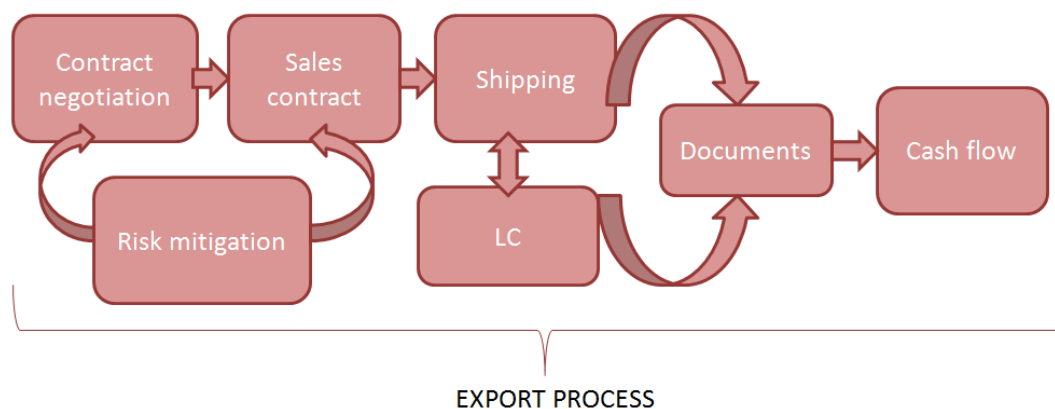 Contract
negotiation
Sales
contract
Shipping
Documents
Cash flow
Risk mitigation
LC
EXPORT PROCESS